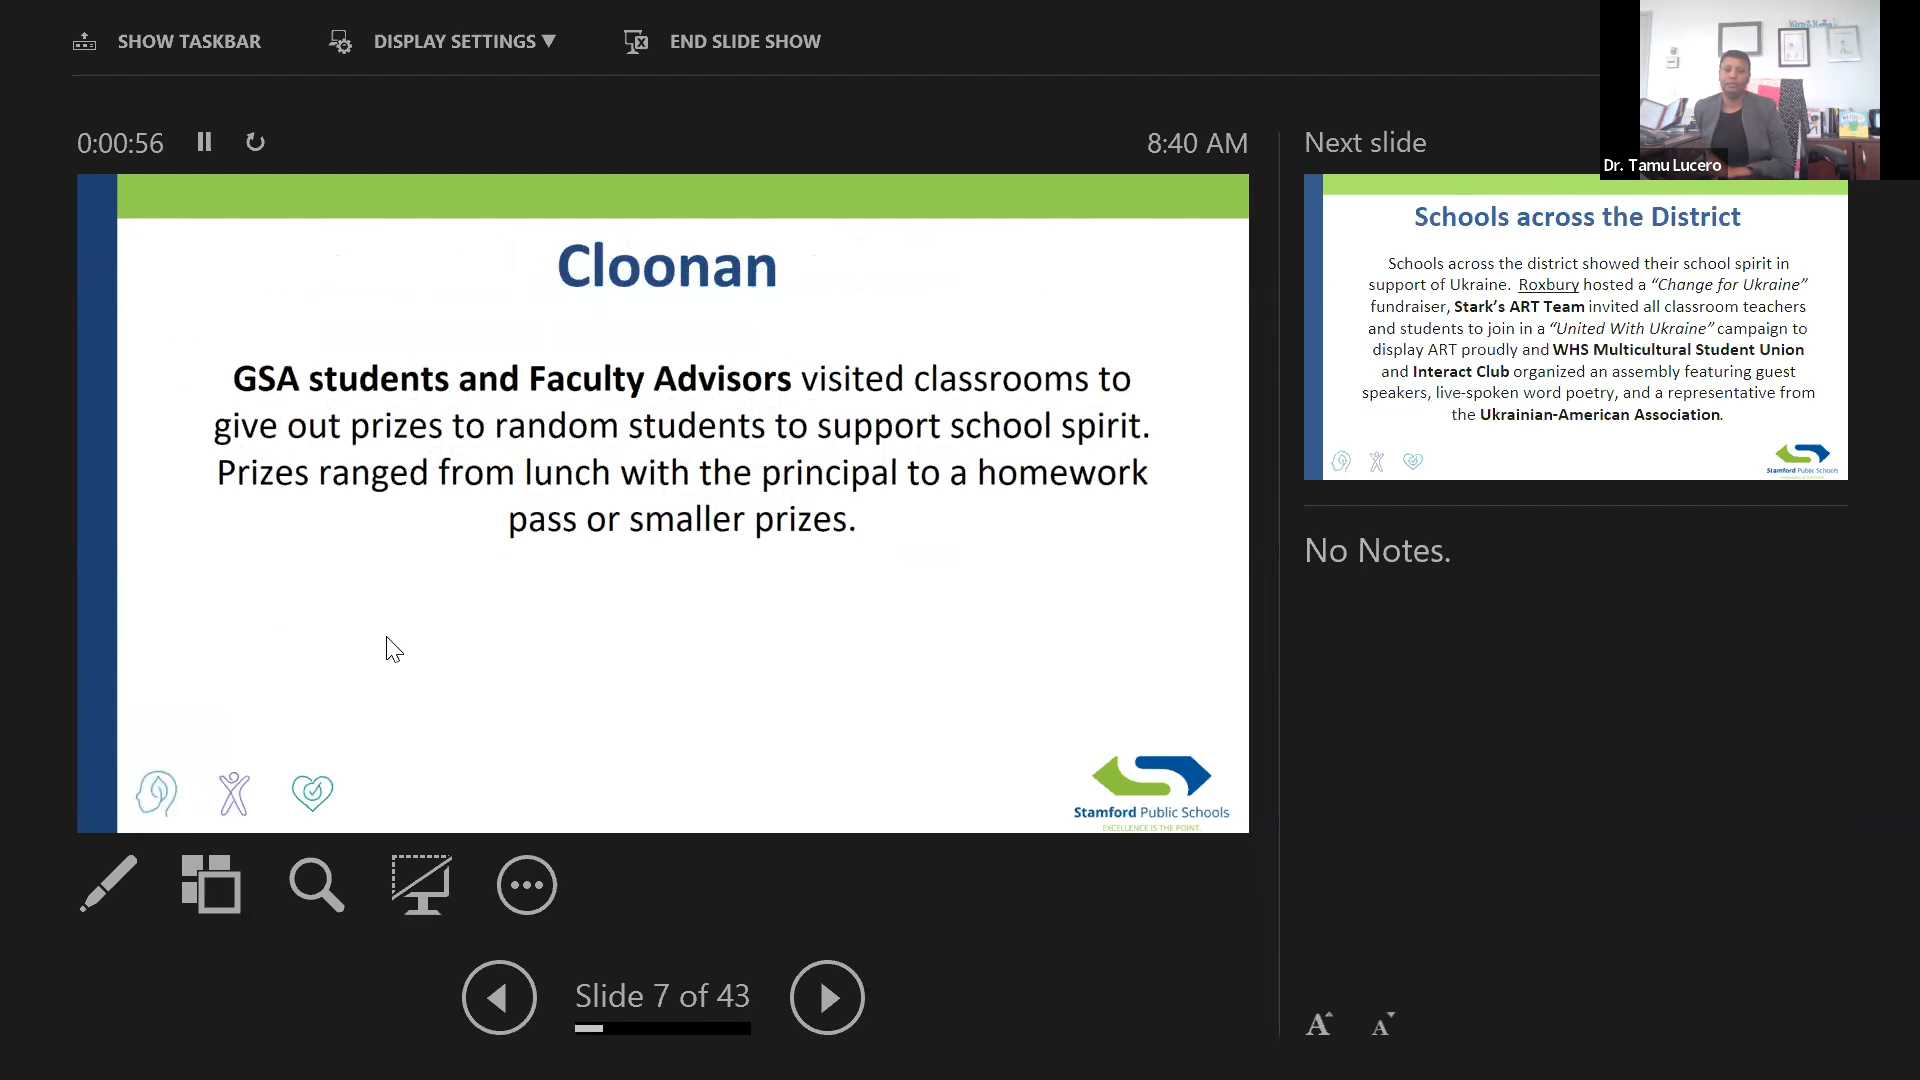 SHOW TASKBAR
DISPLAY SETTINGS ▼
END SLIDE SHOW
Dr. Tamu Lucero
0:00:56
8:40 AM
Cloonan
GSA students and Faculty Advisors visited classrooms to
give out prizes to random students to support school spirit.
Prizes ranged from lunch with the principal to a homework
pass or smaller prizes.
Stamford Public Schools
EXCELLENCE IS THE POINT.
Slide 7 of 43
Next slide
Schools across the District
Schools across the district showed their school spirit in
support of Ukraine. Roxbury hosted a “Change for Ukraine”
fundraiser, Stark’s ART Team invited all classroom teachers
and students to join in a “United With Ukraine” campaign to
display ART proudly and WHS Multicultural Student Union
and Interact Club organized an assembly featuring guest
speakers, live-spoken word poetry, and a representative from
the Ukrainian-American Association.
Stamford Public Schools
No Notes.
A A